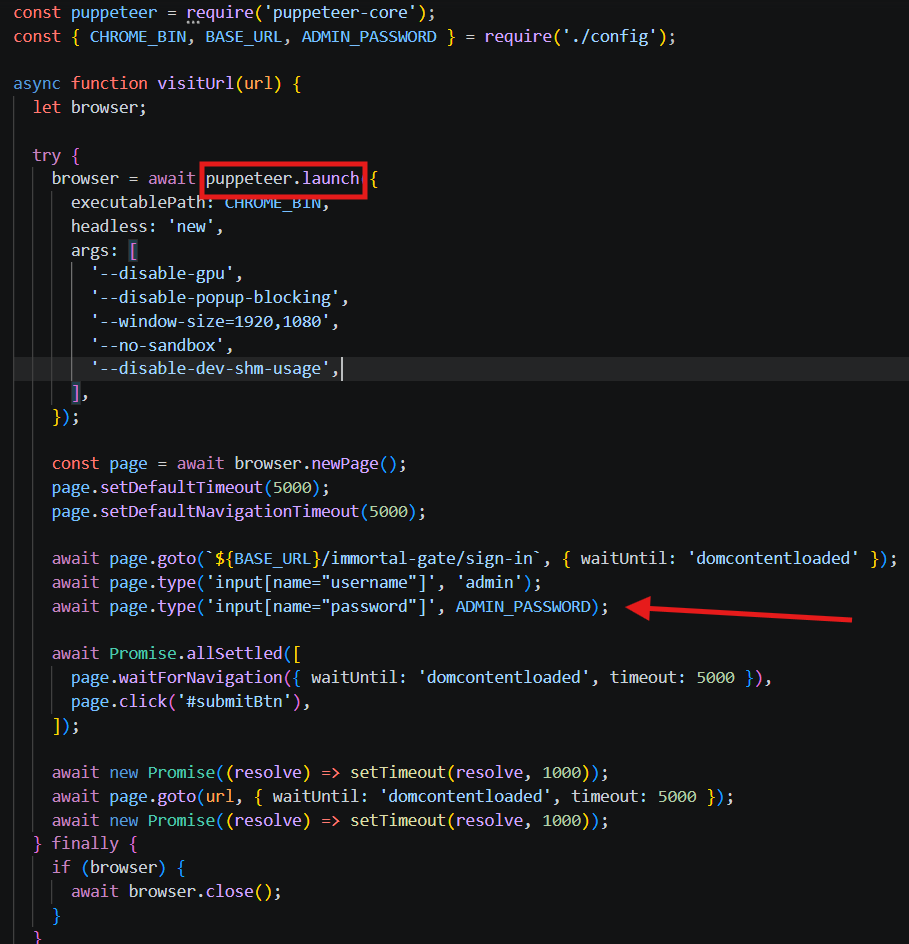 const puppeteer = require('puppeteer-core');
const { CHROME_BIN, BASE_URL, ADMIN_PASSWORD } = require('./config');
async function visitUrl(url) {
let browser;
try {
browser = await puppeteer.launch {
executablePath: CHROME_BIN,
headless: 'new',
args: [
'--disable-gpu',
'--disable-popup-blocking',
'--window-size=1920,1080',
'--no-sandbox',
'--disable-dev-shm-usage',
],
});
const page = await browser.newPage();
page.setDefaultTimeout(5000);
page.setDefaultNavigationTimeout(5000);
await page.goto(`${BASE_URL}/immortal-gate/sign-in`, { waitUntil: 'domcontentloaded' });
await page.type('input[name="username"]', 'admin');
await page.type('input[name="password"]', ADMIN_PASSWORD);
await Promise.allSettled([
page.waitForNavigation({ waitUntil: 'domcontentloaded', timeout: 5000 }),
page.click('#submitBtn'),
]);
await new Promise((resolve) => setTimeout(resolve, 1000));
await page.goto(url, { waitUntil: 'domcontentloaded', timeout: 5000 });
await new Promise((resolve) => setTimeout(resolve, 1000));
} finally {
if (browser) {
await browser.close();
}
}